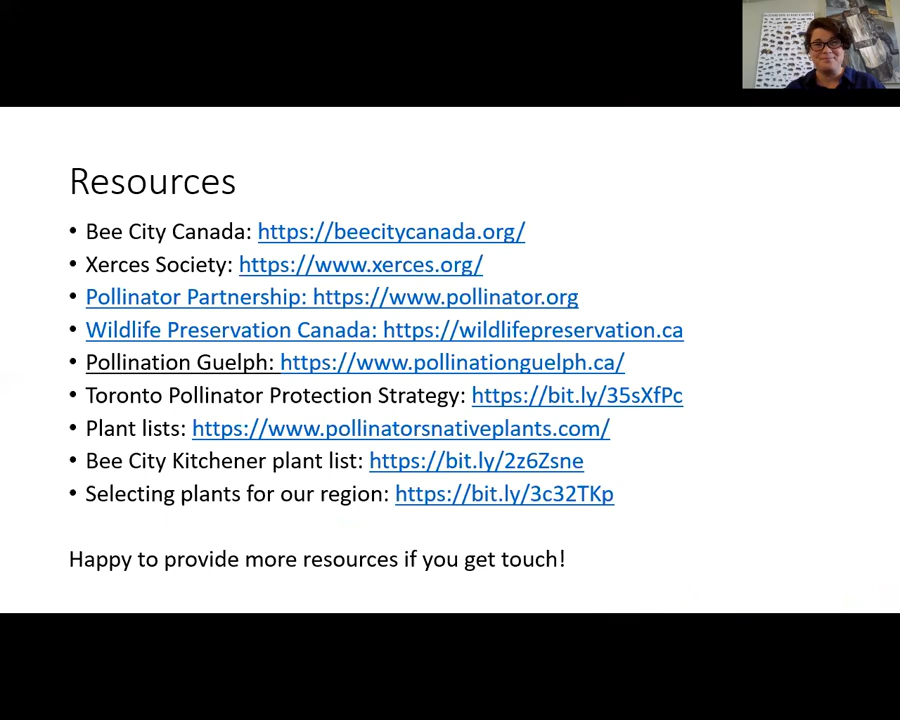 Resources
• Bee City Canada: https://beecitycanada.org/
• Xerces Society: https://www.xerces.org/
• Pollinator Partnership: https://www.pollinator.org
• Wildlife Preservation Canada: https://wildlifepreservation.ca
• Pollination Guelph: https://www.pollinationguelph.ca/
• Toronto Pollinator Protection Strategy: https://bit.ly/35sXfPc
• Plant lists: https://www.pollinatorsnativeplants.com/
• Bee City Kitchener plant list: https://bit.ly/2z6Zsne
• Selecting plants for our region: https://bit.ly/3c32TKp
Happy to provide more resources if you get touch!